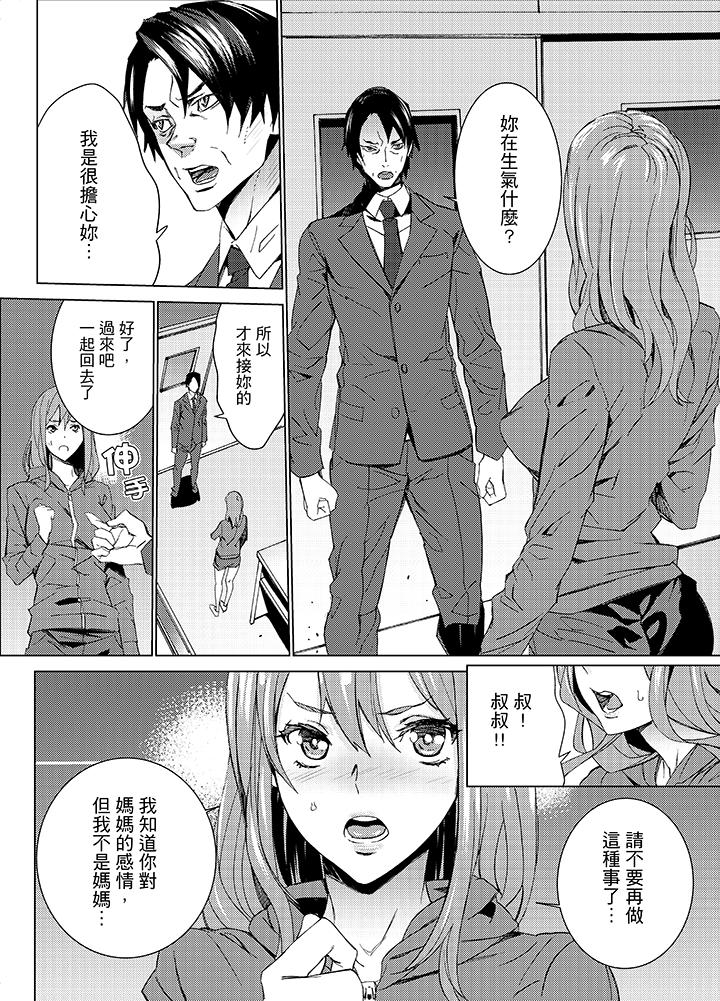 妳在生氣什麼？
我是很擔心妳…
所以
才來接妳的
好了，
過來吧
一起回去了
伸手
叔！
叔叔!!
請不要再做
這種事了…
我知道你對
媽媽的感情，
但我不是媽媽…